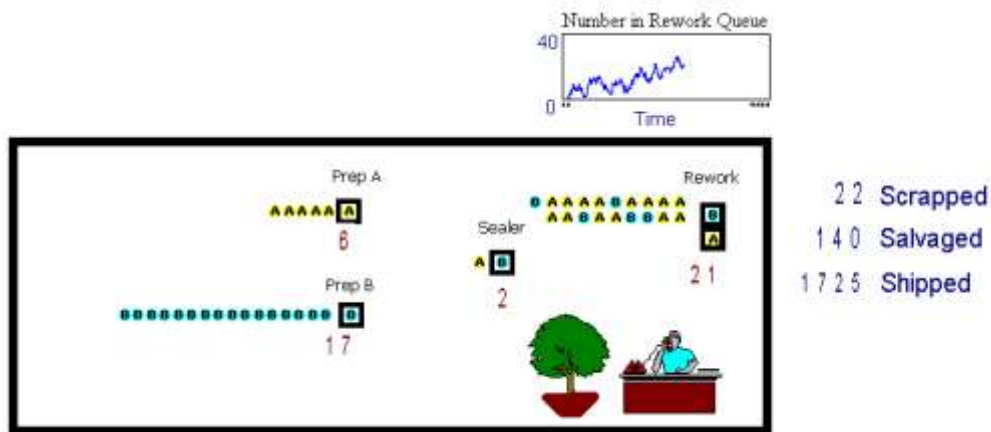 Number in Rework Queue
40
0
Time
Prep A
A A A A A A
6
Prep B
B B B B B B B B B B B B B B B B B
17
Sealer
A B
2
Rework
B A A A A B A A A A B
A A B A A B B A A A
21
22 Scrapped
140 Salvaged
1725 Shipped